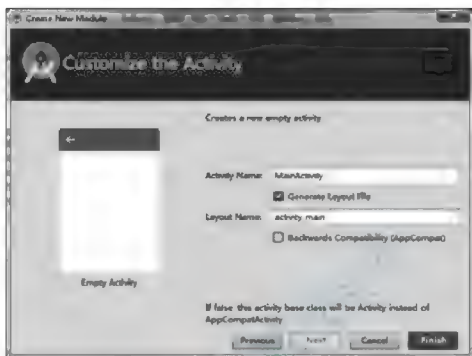 Create New Module
Customize the Activity
Creates a new empty activity
Activity Name: MainActivity
Generate Layout File
Layout Name: activity_main
Backwards Compatibility (AppCompat)
Empty Activity
If false, this activity base class will be Activity instead of
AppCompatActivity
Previous Next Cancel Finish